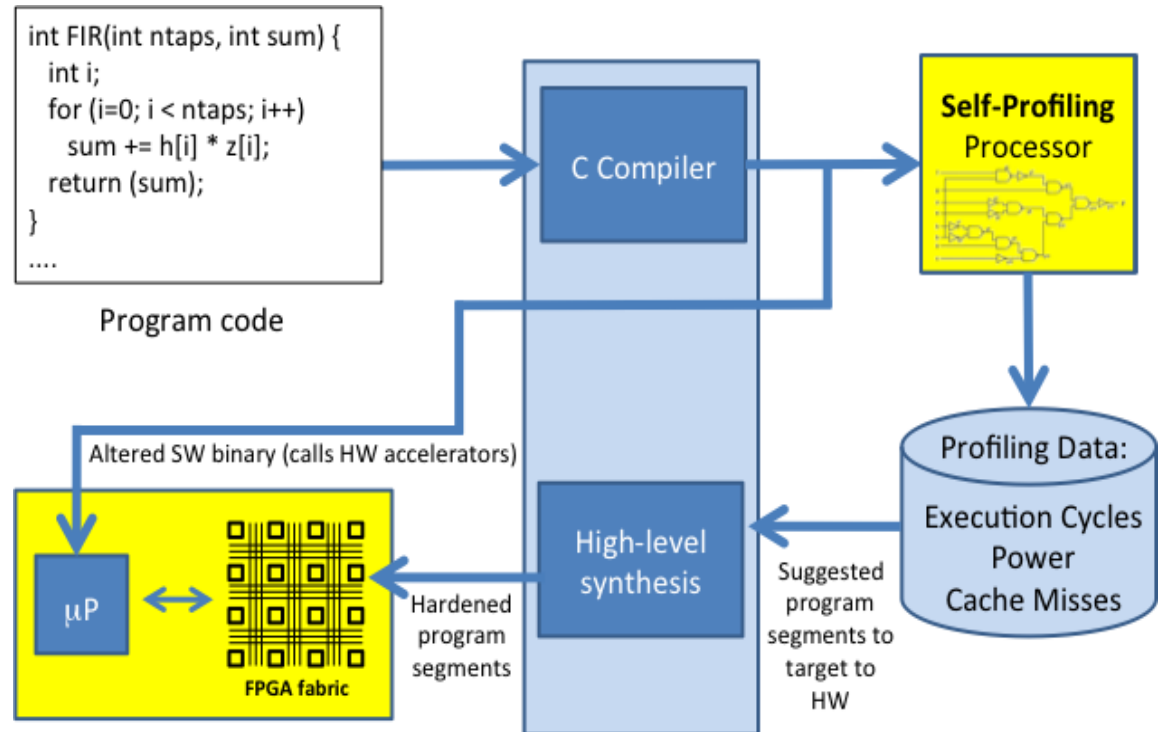 int FIR(int ntaps, int sum) {
int i;
for (i=0; i < ntaps; i++)
sum += h[i] * z[i];
return (sum);
}
....
Program code
C Compiler
Self-Profiling
Processor
Profiling Data:
Execution Cycles
Power
Cache Misses
Suggested
program
segments to
target to
HW
High-level
synthesis
Hardened
program
segments
Altered SW binary (calls HW accelerators)
μP
FPGA fabric